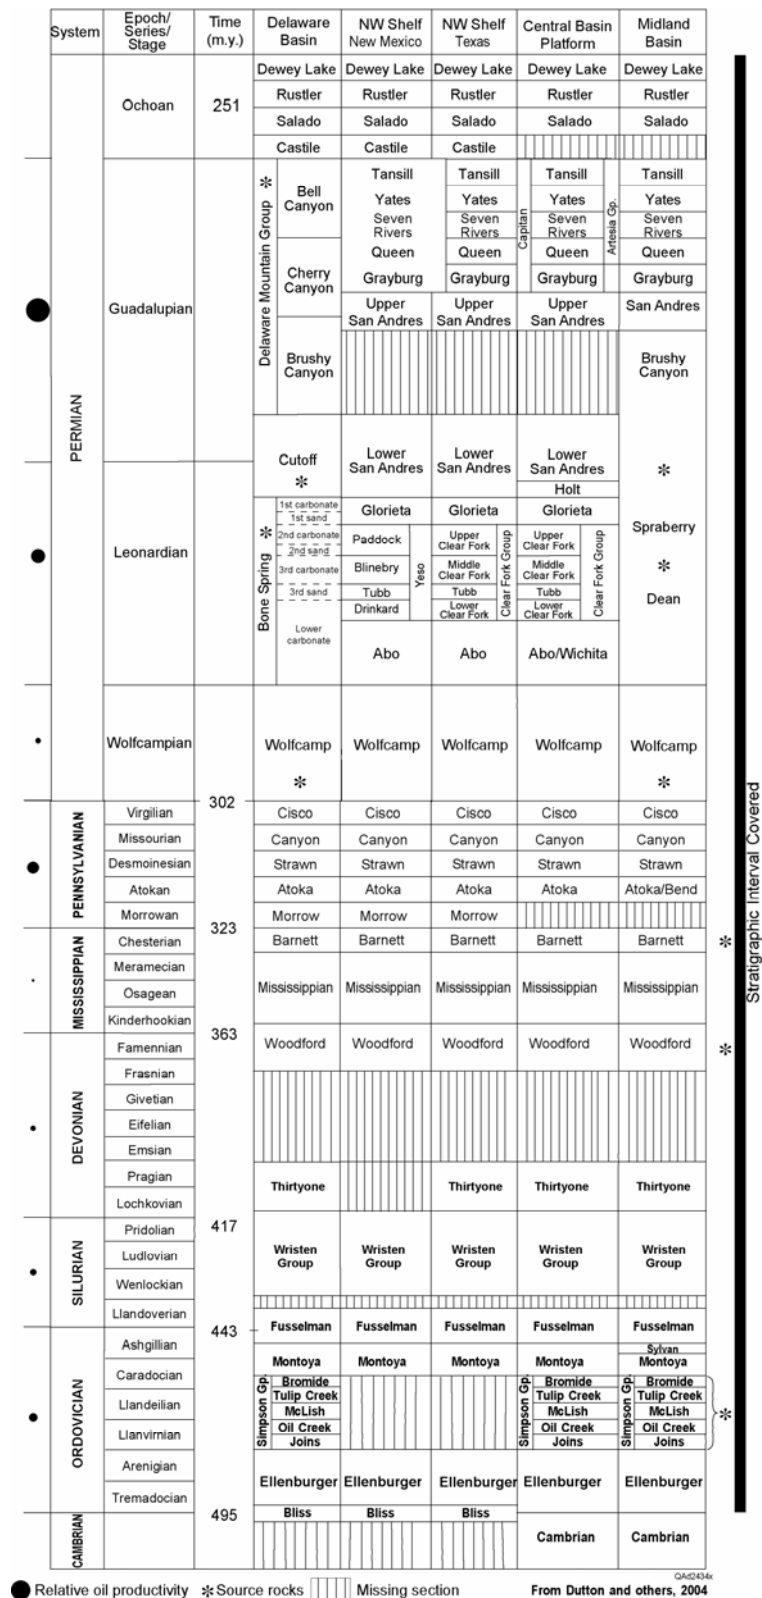 System Epoch/ Series/ Stage Time (m.y.) Delaware Basin NW Shelf New Mexico NW Shelf Texas Central Basin Platform Midland Basin
Dewey Lake Dewey Lake Dewey Lake Dewey Lake Dewey Lake
Ochoan 251 Rustler Rustler Rustler Rustler Rustler
Salado Salado Salado Salado Salado
Castile Castile Castile
PERMIAN
Guadalupian
Delaware Mountain Group *
Bell Canyon
Cherry Canyon
Brushy Canyon
Capitan
Artesia Gp.
Tansill Tansill Tansill Tansill
Yates Yates Yates Yates
Seven Rivers Seven Rivers Seven Rivers Seven Rivers
Queen Queen Queen Queen
Grayburg Grayburg Grayburg Grayburg
Upper San Andres Upper San Andres Upper San Andres San Andres
Brushy Canyon
Cutoff Lower San Andres Lower San Andres Lower San Andres *
* Holt
Leonardian
Bone Spring *
1st carbonate Glorieta Glorieta Glorieta
1st sand
2nd carbonate Paddock Upper Clear Fork Upper Clear Fork Spraberry
2nd sand
3rd carbonate Blinebry Middle Clear Fork Middle Clear Fork *
3rd sand Tubb Tubb Tubb Dean
Drinkard Lower Clear Fork Lower Clear Fork
Yeso
Clear Fork Group
Clear Fork Group
Lower carbonate
Abo Abo Abo/Wichita
Wolfcampian Wolfcamp Wolfcamp Wolfcamp Wolfcamp Wolfcamp
* *
302
PENNSYLVANIAN
Virgilian Cisco Cisco Cisco Cisco Cisco
Missourian Canyon Canyon Canyon Canyon Canyon
Desmoinesian Strawn Strawn Strawn Strawn Strawn
Atokan Atoka Atoka Atoka Atoka Atoka/Bend
Morrowan Morrow Morrow Morrow
323
MISSISSIPPIAN
Chesterian Barnett Barnett Barnett Barnett Barnett *
Meramecian
Osagean Mississippian Mississippian Mississippian Mississippian Mississippian
Kinderhookian
363
DEVONIAN
Famennian Woodford Woodford Woodford Woodford Woodford *
Frasnian
Givetian
Eifelian
Emsian
Pragian Thirtyone Thirtyone Thirtyone Thirtyone
Lochkovian
417
SILURIAN
Pridolian
Ludlovian Wristen Group Wristen Group Wristen Group Wristen Group Wristen Group
Wenlockian
Llandoverian Fusselman Fusselman Fusselman Fusselman Fusselman
443
ORDOVICIAN
Ashgillian Sylvan
Montoya Montoya Montoya Montoya Montoya
Caradocian
Simpson Gp. Simpson Gp. Simpson Gp.
Bromide Bromide Bromide
Tulip Creek Tulip Creek Tulip Creek
Llandeilian McLish McLish McLish *
Llanvirnian Oil Creek Oil Creek Oil Creek
Joins Joins Joins
Arenigian Ellenburger Ellenburger Ellenburger Ellenburger Ellenburger
Tremadocian
495 Bliss Bliss Bliss
CAMBRIAN Cambrian Cambrian
Stratigraphic Interval Covered
QAd2434x
Relative oil productivity * Source rocks Missing section From Dutton and others, 2004